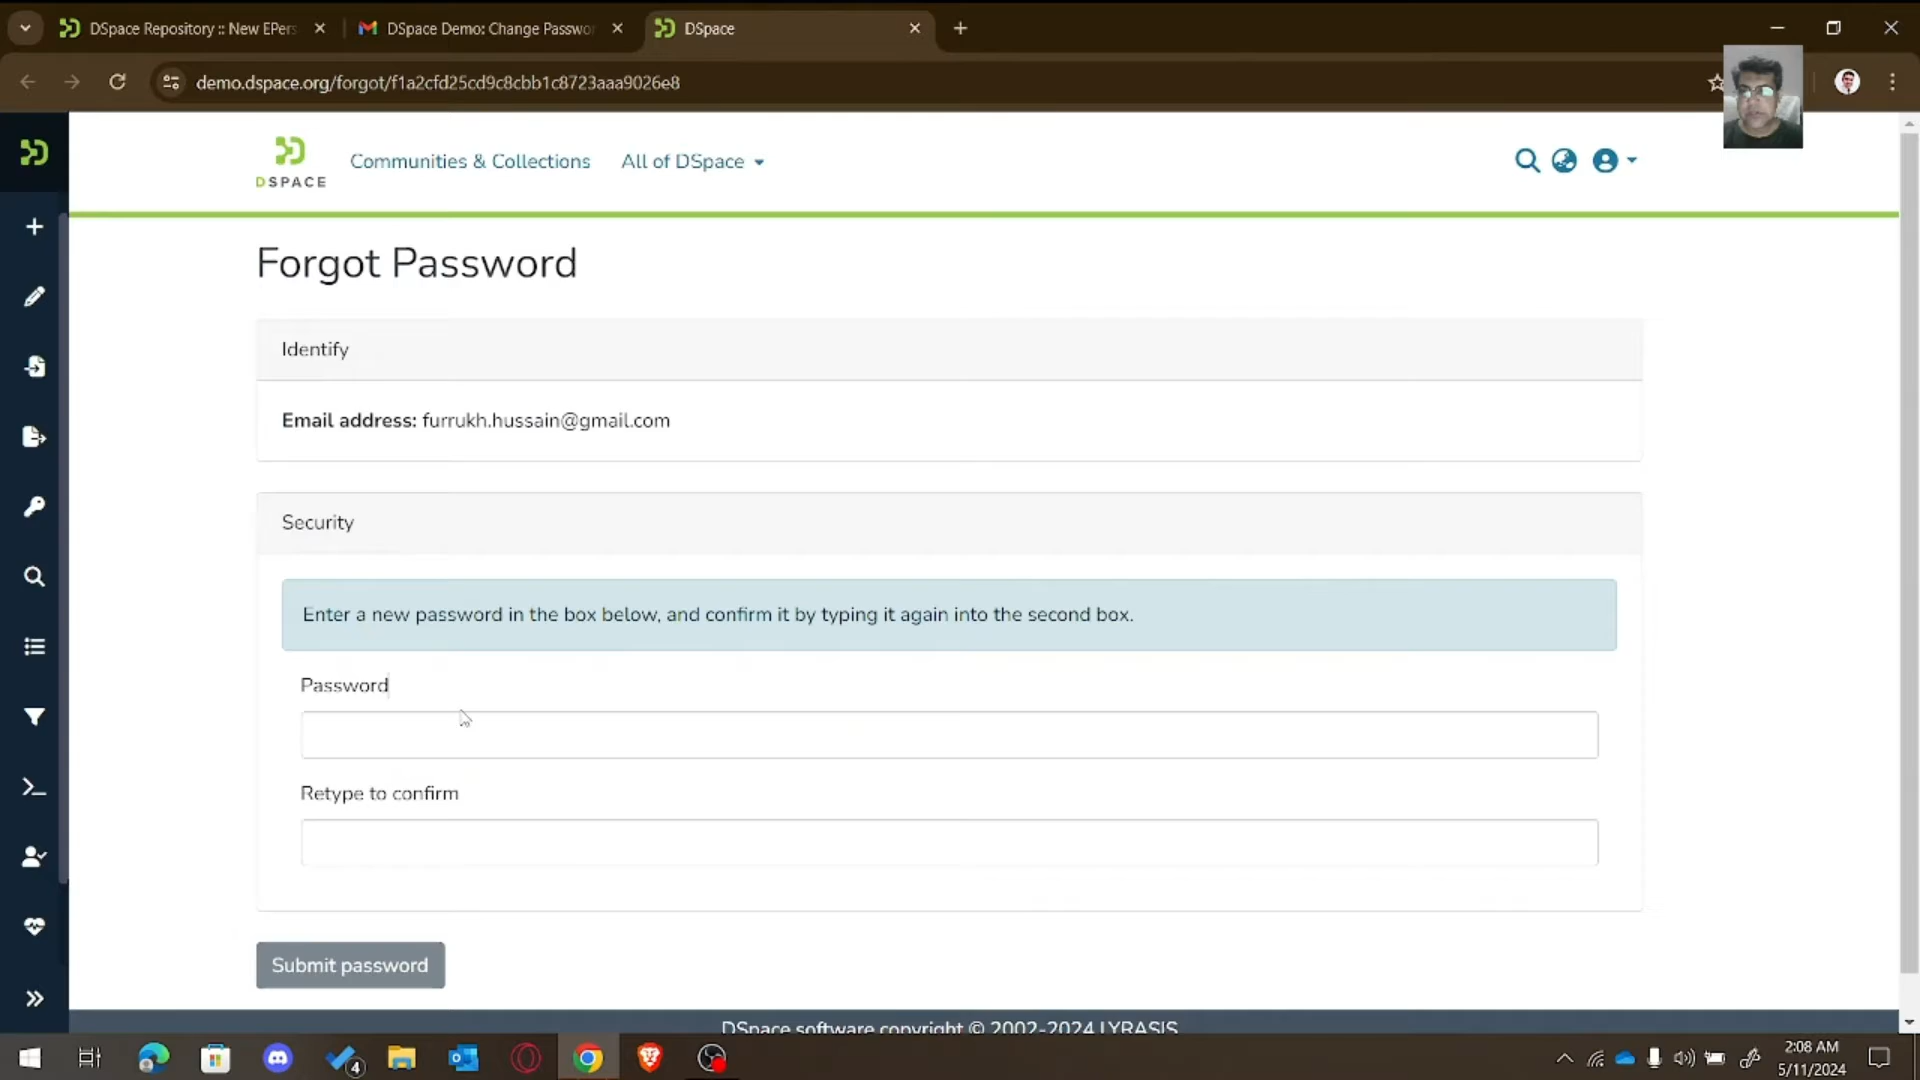 DSpace Repository :: New EPers
DSpace Demo: Change Passwor
DSpace
demo.dspace.org/forgot/f1a2cfd25cd9c8cbb1c8723aaa9026e8
DSPACE
Communities & Collections
All of DSpace
Forgot Password
Identify
Email address: furrukh.hussain@gmail.com
Security
Enter a new password in the box below, and confirm it by typing it again into the second box.
Password
Retype to confirm
Submit password
DSpace software copyright © 2002-2024 LYRASIS
4
2:08 AM
5/11/2024